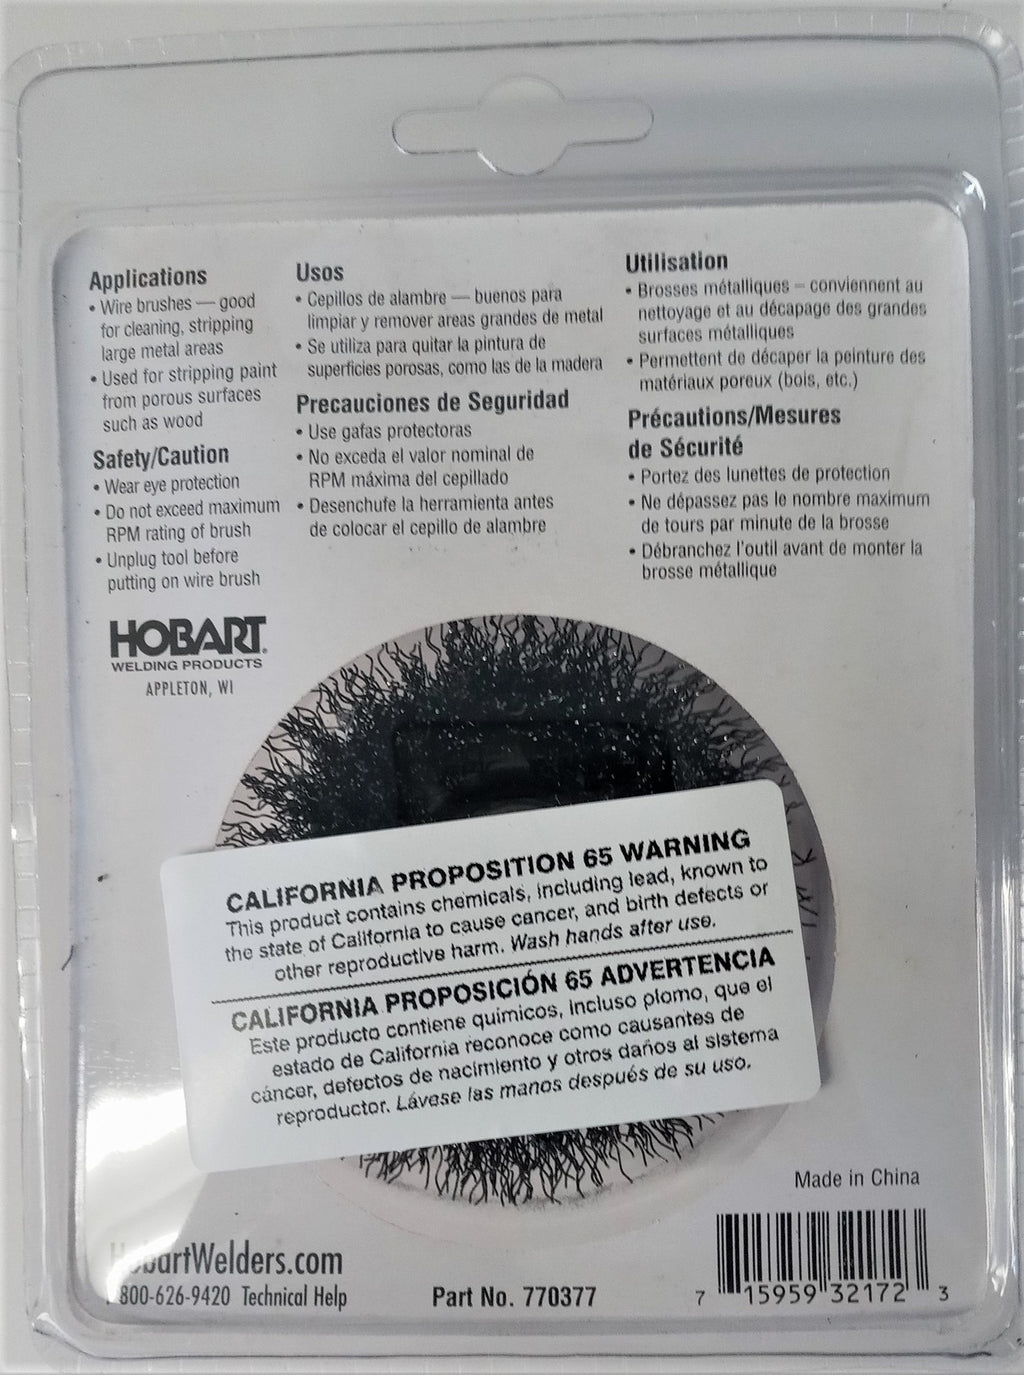 Applications
• Wire brushes — good
for cleaning, stripping
large metal areas
• Used for stripping paint
from porous surfaces
such as wood
Safety/Caution
• Wear eye protection
• Do not exceed maximum
RPM rating of brush
• Unplug tool before
putting on wire brush
Usos
• Cepillos de alambre — buenos para
limpiar y remover areas grandes de metal
• Se utiliza para quitar la pintura de
superficies porosas, como las de la madera
Precauciones de Seguridad
• Use gafas protectoras
• No exceda el valor nominal de
RPM máxima del cepillado
• Desenchufe la herramienta antes
de colocar el cepillo de alambre
Utilisation
• Brosses métalliques – conviennent au
nettoyage et au décapage des grandes
surfaces métalliques
• Permettent de décaper la peinture des
matériaux poreux (bois, etc.)
Précautions/Mesures
de Sécurité
• Portez des lunettes de protection
• Ne dépassez pas le nombre maximum
de tours par minute de la brosse
• Débranchez l'outil avant de monter la
brosse métallique
HOBART®
WELDING PRODUCTS
APPLETON, WI
CALIFORNIA PROPOSITION 65 WARNING
This product contains chemicals, including lead, known to
the state of California to cause cancer, and birth defects or
other reproductive harm. Wash hands after use.
CALIFORNIA PROPOSICIÓN 65 ADVERTENCIA
Este producto contiene quimicos, incluso plomo, que el
estado de California reconoce como causantes de
cáncer, defectos de nacimiento y otros daños al sistema
reproductor. Lávese las manos después de su uso.
Made in China
HobartWelders.com
1-800-626-9420 Technical Help
Part No. 770377
7 15959 32172 3